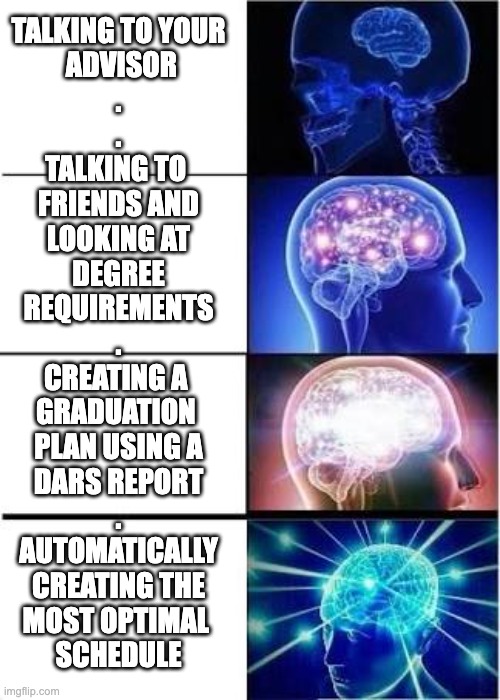 TALKING TO YOUR
ADVISOR
.
.
TALKING TO
FRIENDS AND
LOOKING AT
DEGREE
REQUIREMENTS
.
CREATING A
GRADUATION
PLAN USING A
DARS REPORT
.
AUTOMATICALLY
CREATING THE
MOST OPTIMAL
SCHEDULE
imgflip.com